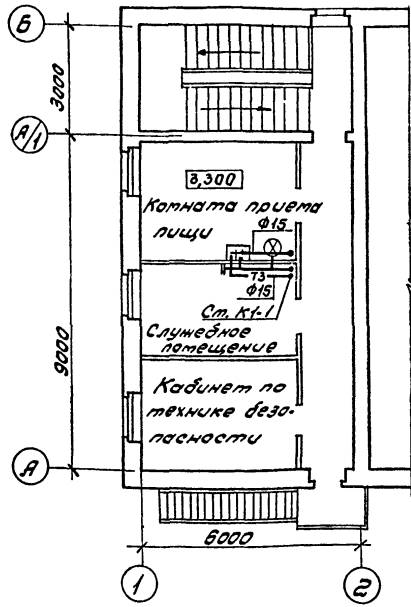 Б
3000
А/1
3,300
Комната приема
пищи
Ф15
Т3
Ф15
Ст. К1-1
Служебное
помещение
9000
Кабинет по
технике безо-
пасности
А
6000
1
2